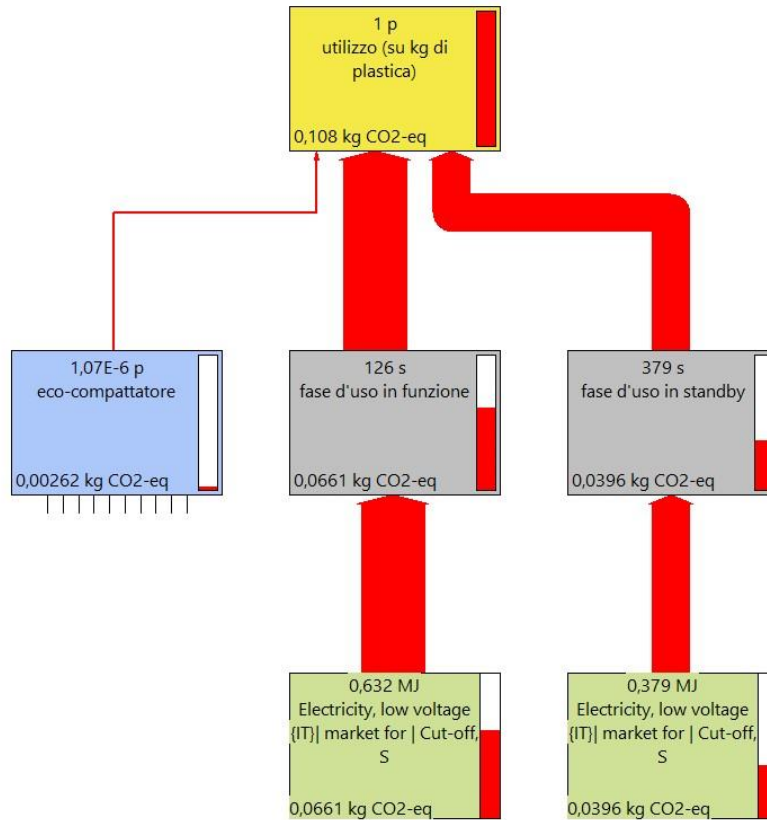 1 p
utilizzo (su kg di
plastica)
0,108 kg CO2-eq
1,07E-6 p
eco-compattatore
0,00262 kg CO2-eq
126 s
fase d'uso in funzione
0,0661 kg CO2-eq
379 s
fase d'uso in standby
0,0396 kg CO2-eq
0,632 MJ
Electricity, low voltage
{IT}| market for | Cut-off,
S
0,0661 kg CO2-eq
0,379 MJ
Electricity, low voltage
{IT}| market for | Cut-off,
S
0,0396 kg CO2-eq